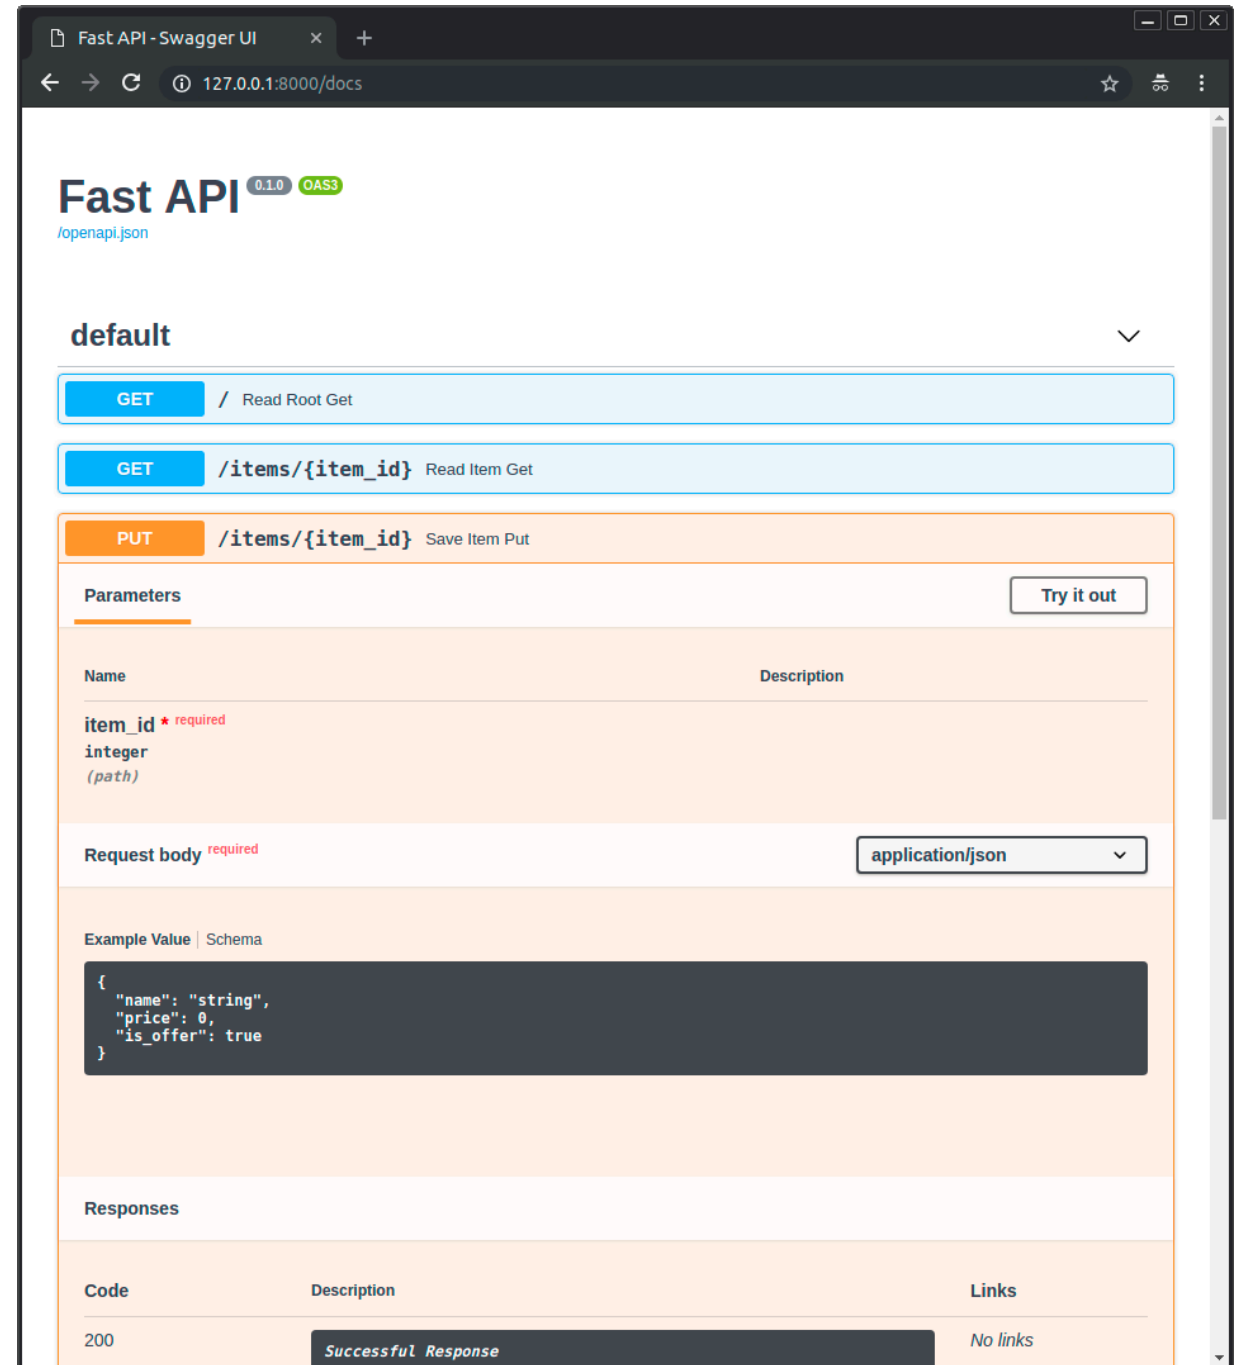 Fast API - Swagger UI
127.0.0.1:8000/docs
Fast API 0.1.0 OAS3
/openapi.json
default
GET / Read Root Get
GET /items/{item_id} Read Item Get
PUT /items/{item_id} Save Item Put
Parameters Try it out
Name Description
item_id * required
integer
(path)
Request body required application/json
Example Value Schema
{
"name": "string",
"price": 0,
"is_offer": true
}
Responses
Code Description Links
200 Successful Response No links